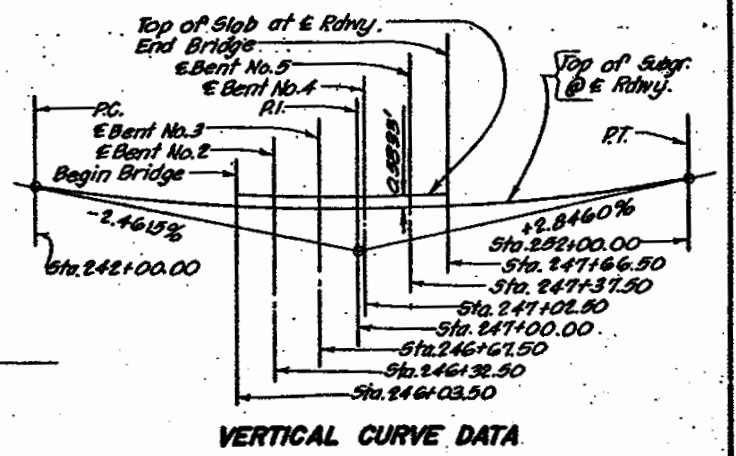 Top of Slab at ℄ Rdwy.
End Bridge
℄ Bent No.5
℄ Bent No.4
P.I.
P.C.
℄ Bent No.3
℄ Bent No.2
Begin Bridge
Top of Subgr.
@ ℄ Rdwy.
P.T.
-2.4615%
+2.8460%
Sta. 242+00.00
Sta. 252+00.00
Sta. 247+66.50
Sta. 247+37.50
Sta. 247+02.50
Sta. 247+00.00
Sta. 246+67.50
Sta. 246+32.50
Sta. 246+03.50
VERTICAL CURVE DATA